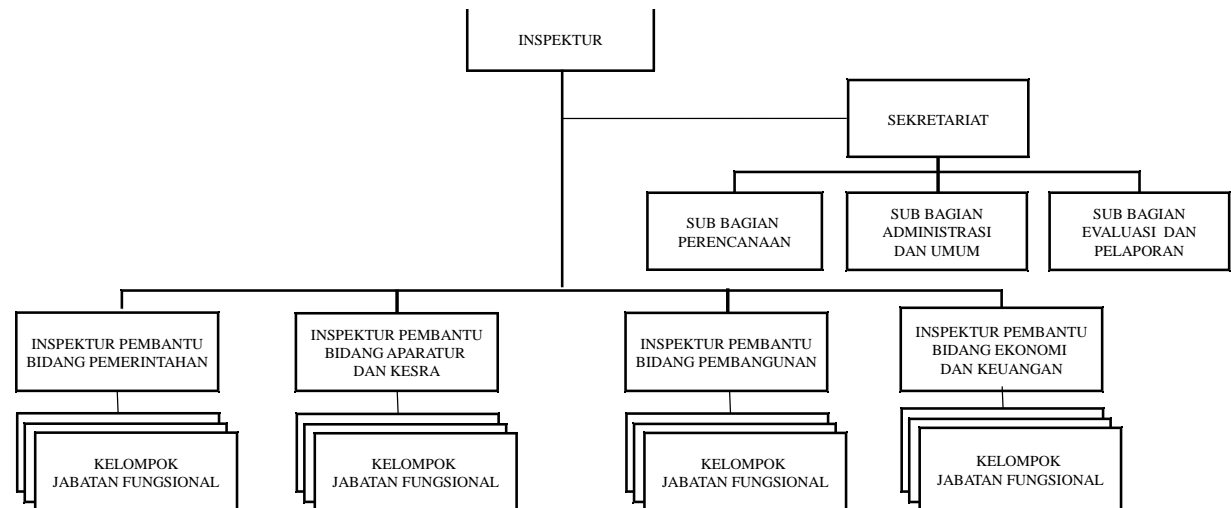 INSPEKTUR
SEKRETARIAT
SUB BAGIAN
PERENCANAAN
SUB BAGIAN
ADMINISTRASI
DAN UMUM
SUB BAGIAN
EVALUASI DAN
PELAPORAN
INSPEKTUR PEMBANTU
BIDANG PEMERINTAHAN
INSPEKTUR PEMBANTU
BIDANG APARATUR
DAN KESRA
INSPEKTUR PEMBANTU
BIDANG PEMBANGUNAN
INSPEKTUR PEMBANTU
BIDANG EKONOMI
DAN KEUANGAN
KELOMPOK
JABATAN FUNGSIONAL
KELOMPOK
JABATAN FUNGSIONAL
KELOMPOK
JABATAN FUNGSIONAL
KELOMPOK
JABATAN FUNGSIONAL